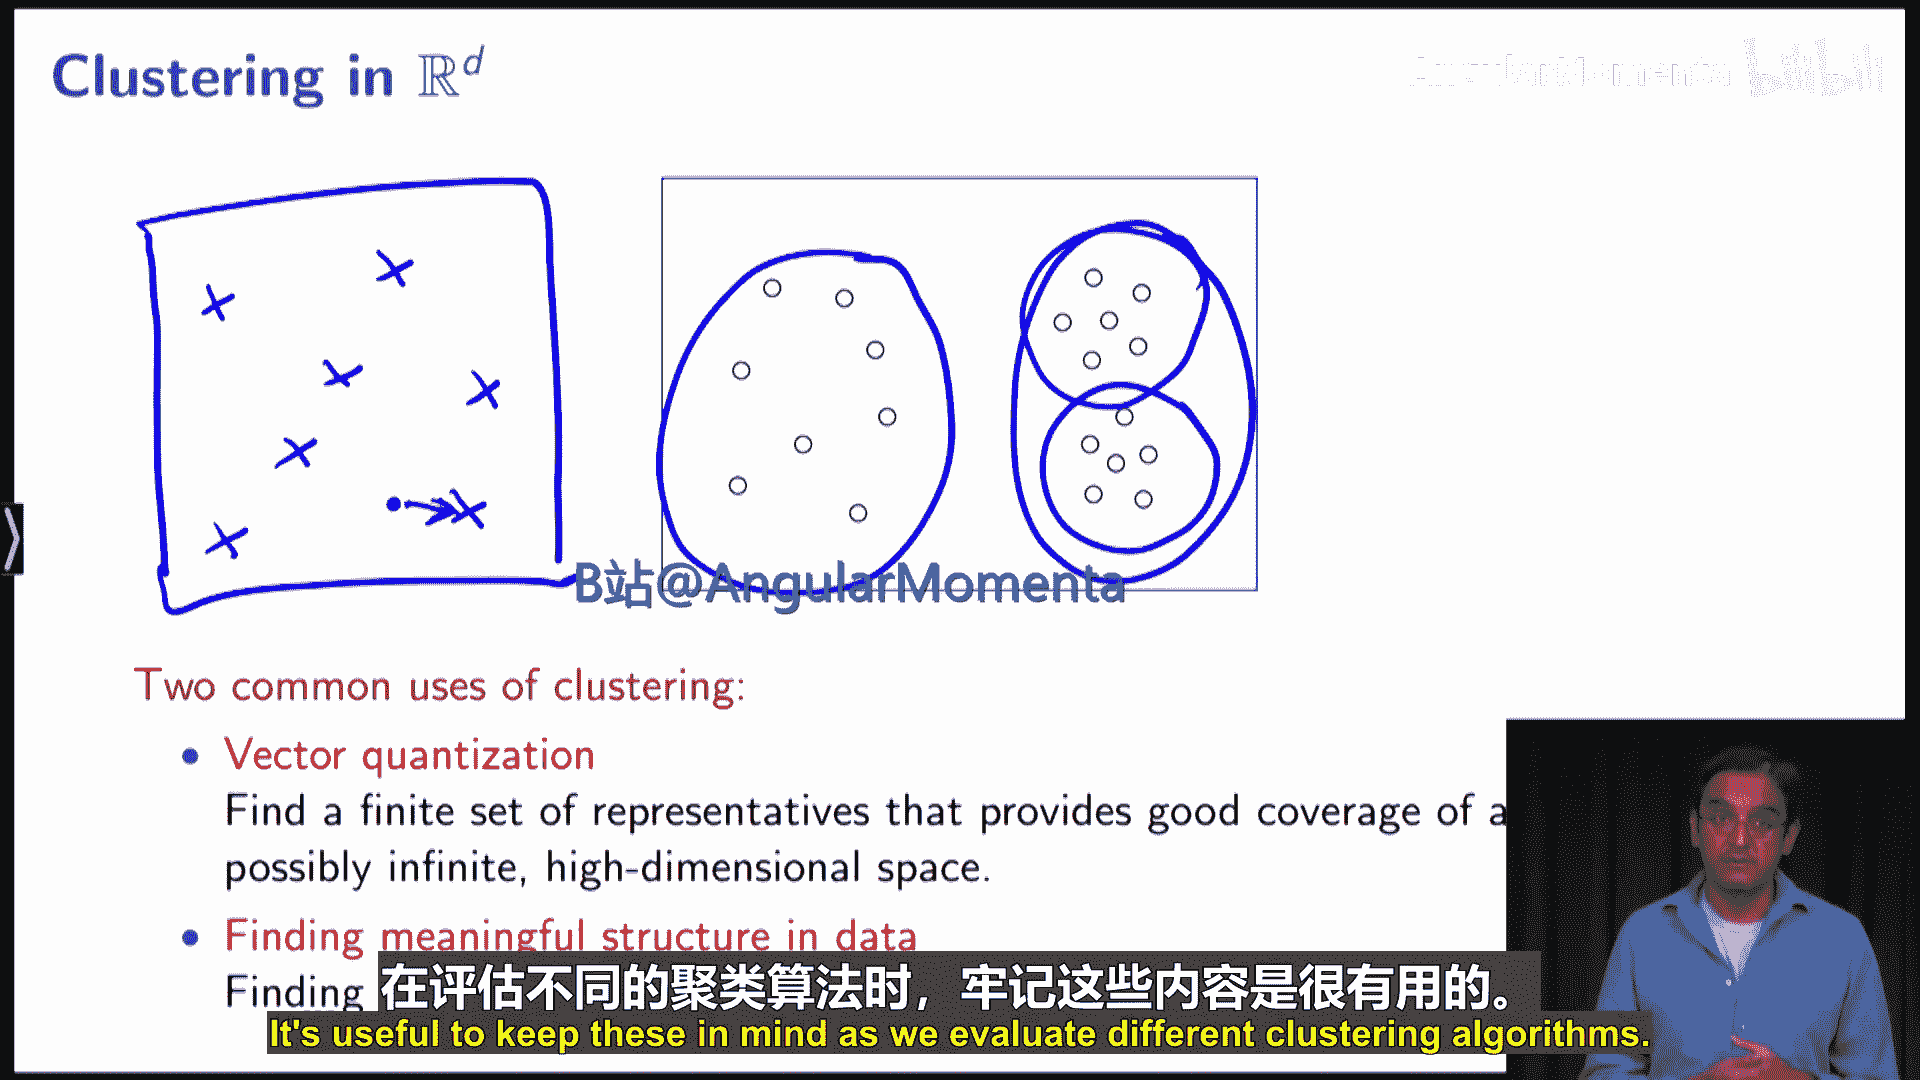 Clustering in ℝᵈ
AngularMomenta bilibili
B站@AngularMomenta
Two common uses of clustering:
• Vector quantization
Find a finite set of representatives that provides good coverage of a
possibly infinite, high-dimensional space.
• Finding meaningful structure in data
Finding
在评估不同的聚类算法时，牢记这些内容是很有用的。
It's useful to keep these in mind as we evaluate different clustering algorithms.